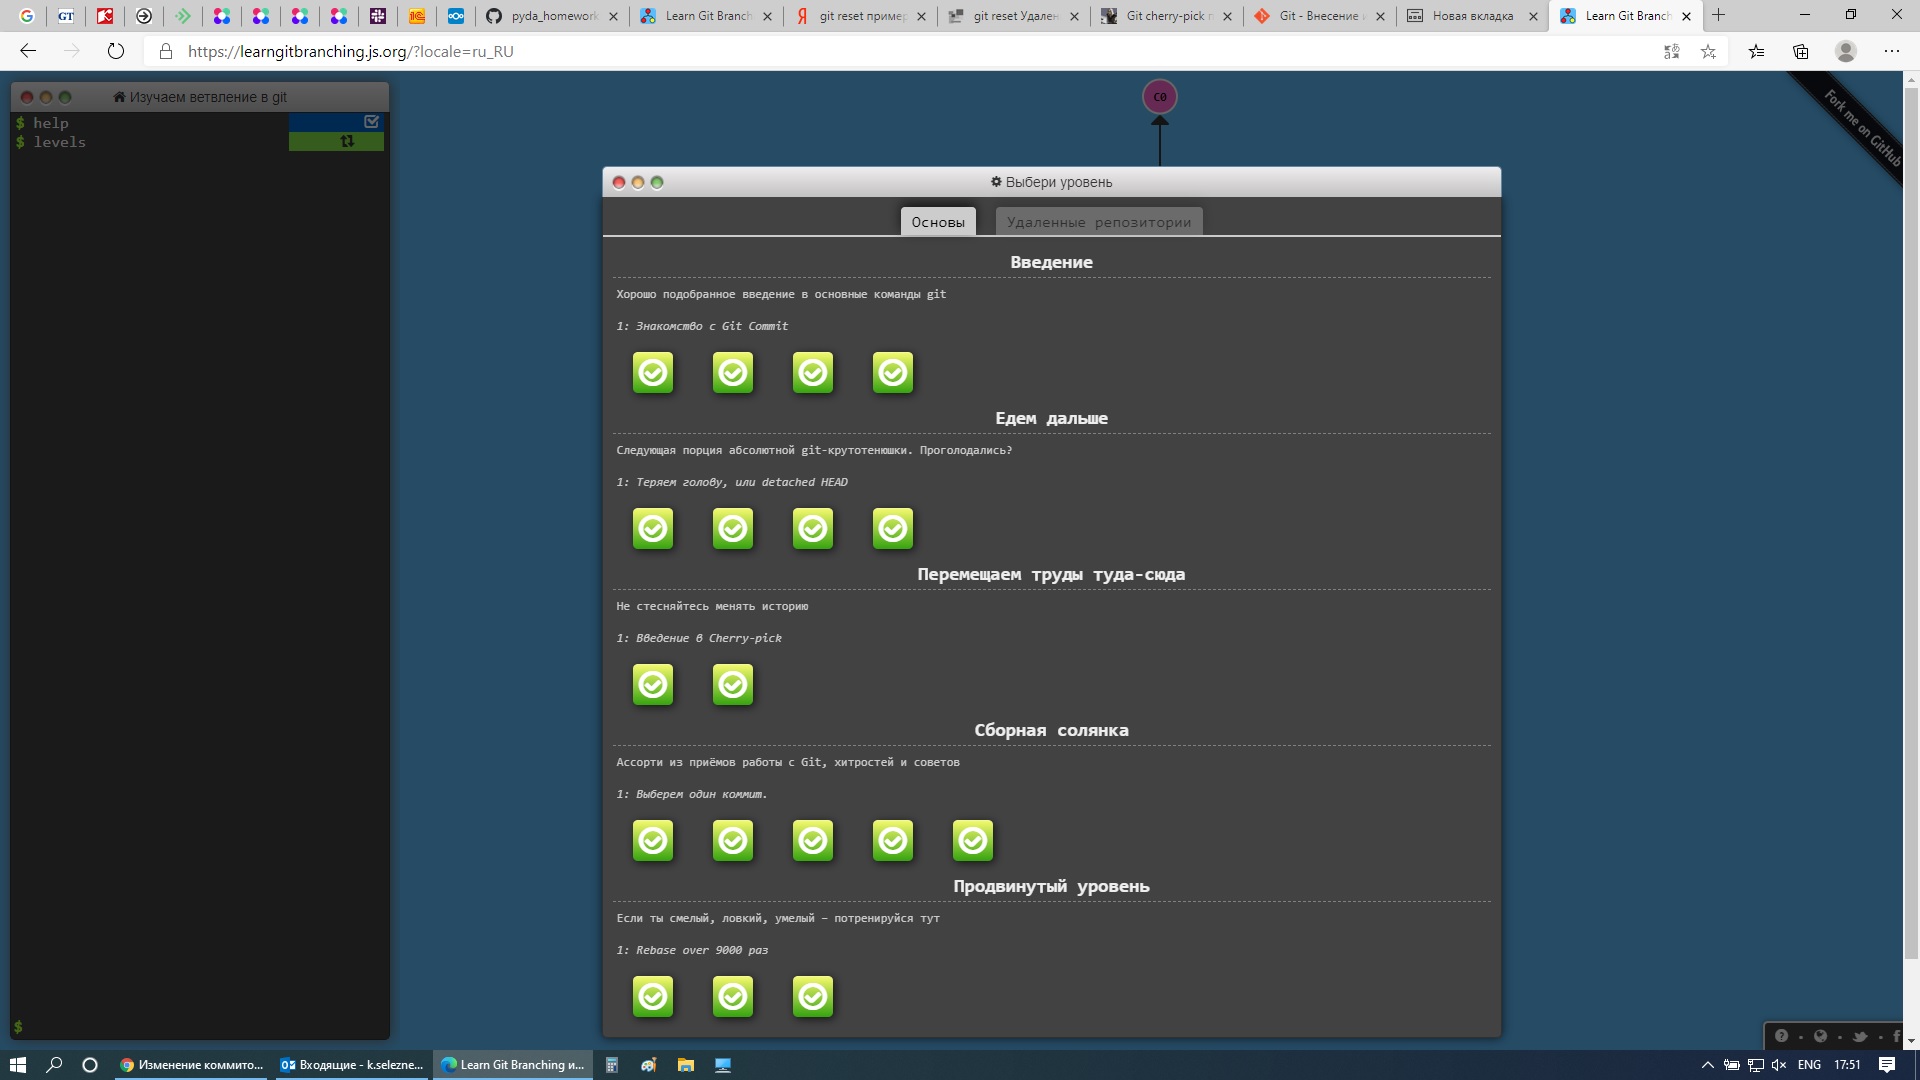 pyda_homework
Learn Git Branch
git reset пример
git reset Удален
Git cherry-pick п
Git - Внесение и
Новая вкладка
Learn Git Branch
https://learngitbranching.js.org/?locale=ru_RU
Изучаем ветвление в git
$ help
$ levels
$
C0
Fork me on GitHub
Выбери уровень
Основы
Удаленные репозитории
Введение
Хорошо подобранное введение в основные команды git
1: Знакомство с Git Commit
Едем дальше
Следующая порция абсолютной git-крутотенюшки. Проголодались?
1: Теряем голову, или detached HEAD
Перемещаем труды туда-сюда
Не стесняйтесь менять историю
1: Введение в Cherry-pick
Сборная солянка
Ассорти из приёмов работы с Git, хитростей и советов
1: Выберем один коммит.
Продвинутый уровень
Если ты смелый, ловкий, умелый – потренируйся тут
1: Rebase over 9000 раз
Изменение коммито...
Входящие - k.selezne...
Learn Git Branching и...
ENG
17:51